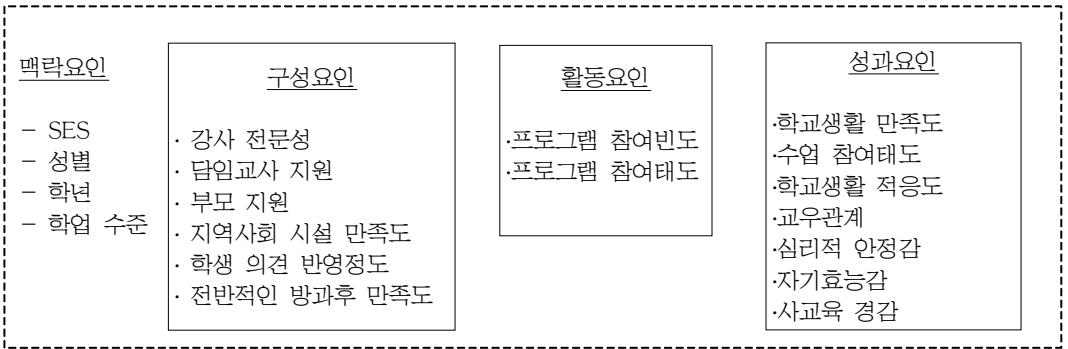 맥락요인
– SES
– 성별
– 학년
– 학업 수준
구성요인
· 강사 전문성
· 담임교사 지원
· 부모 지원
· 지역사회 시설 만족도
· 학생 의견 반영정도
· 전반적인 방과후 만족도
활동요인
·프로그램 참여빈도
·프로그램 참여태도
성과요인
·학교생활 만족도
·수업 참여태도
·학교생활 적응도
·교우관계
·심리적 안정감
·자기효능감
·사교육 경감